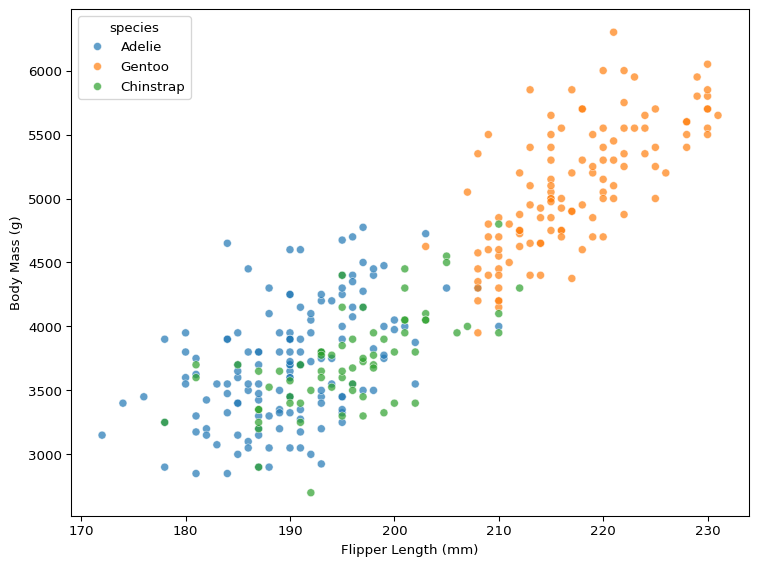 species
Adelie
Gentoo
Chinstrap
6000
5500
5000
4500
4000
3500
3000
Body Mass (g)
170 180 190 200 210 220 230
Flipper Length (mm)